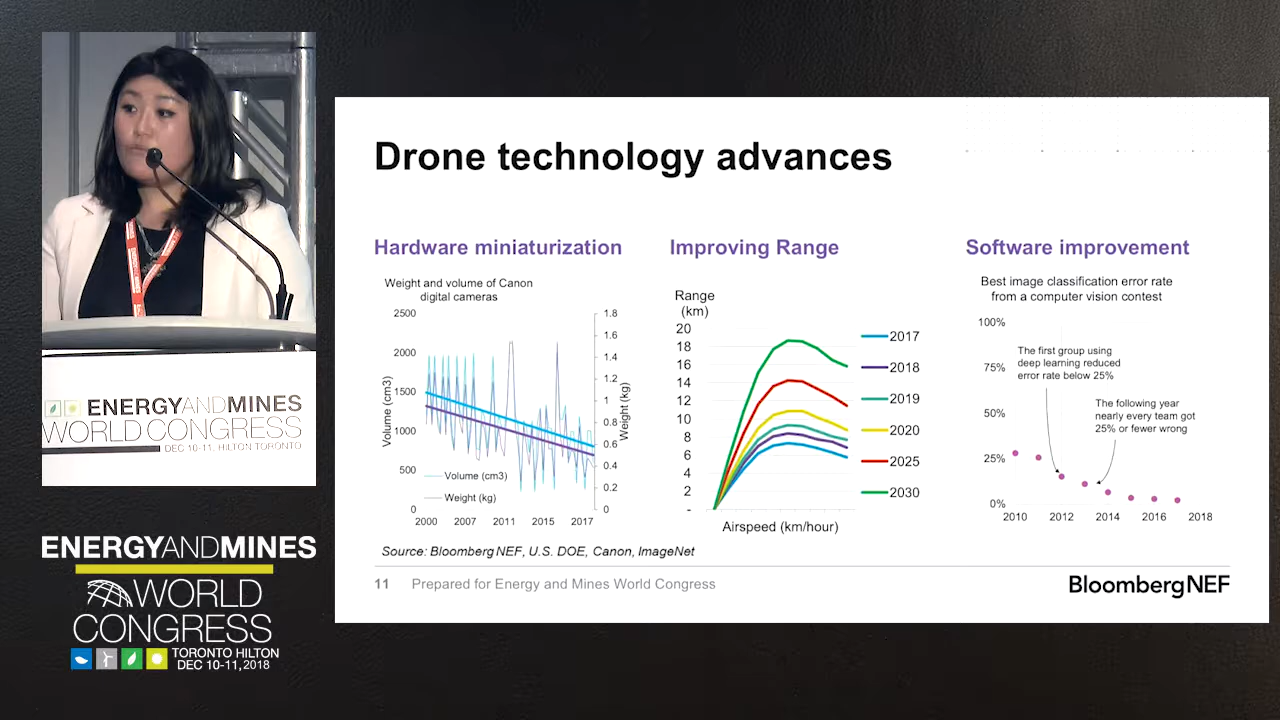 Drone technology advances
Hardware miniaturization
Weight and volume of Canon
digital cameras
2500
2000
1500
1000
500
0
Volume (cm3)
1.8
1.6
1.4
1.2
1
0.8
0.6
0.4
0.2
0
Weight (kg)
Volume (cm3)
Weight (kg)
2000 2007 2011 2015 2017
Improving Range
Range
(km)
20
18
16
14
12
10
8
6
4
2
-
Airspeed (km/hour)
2017
2018
2019
2020
2025
2030
Software improvement
Best image classification error rate
from a computer vision contest
100%
75%
50%
25%
0%
The first group using
deep learning reduced
error rate below 25%
The following year
nearly every team got
25% or fewer wrong
2010 2012 2014 2016 2018
Source: BloombergNEF, U.S. DOE, Canon, ImageNet
11 Prepared for Energy and Mines World Congress
BloombergNEF
ENERGYANDMINES
WORLD CONGRESS
DEC 10-11, HILTON TORONTO
ENERGYANDMINES
WORLD
CONGRESS
TORONTO HILTON
DEC 10-11, 2018